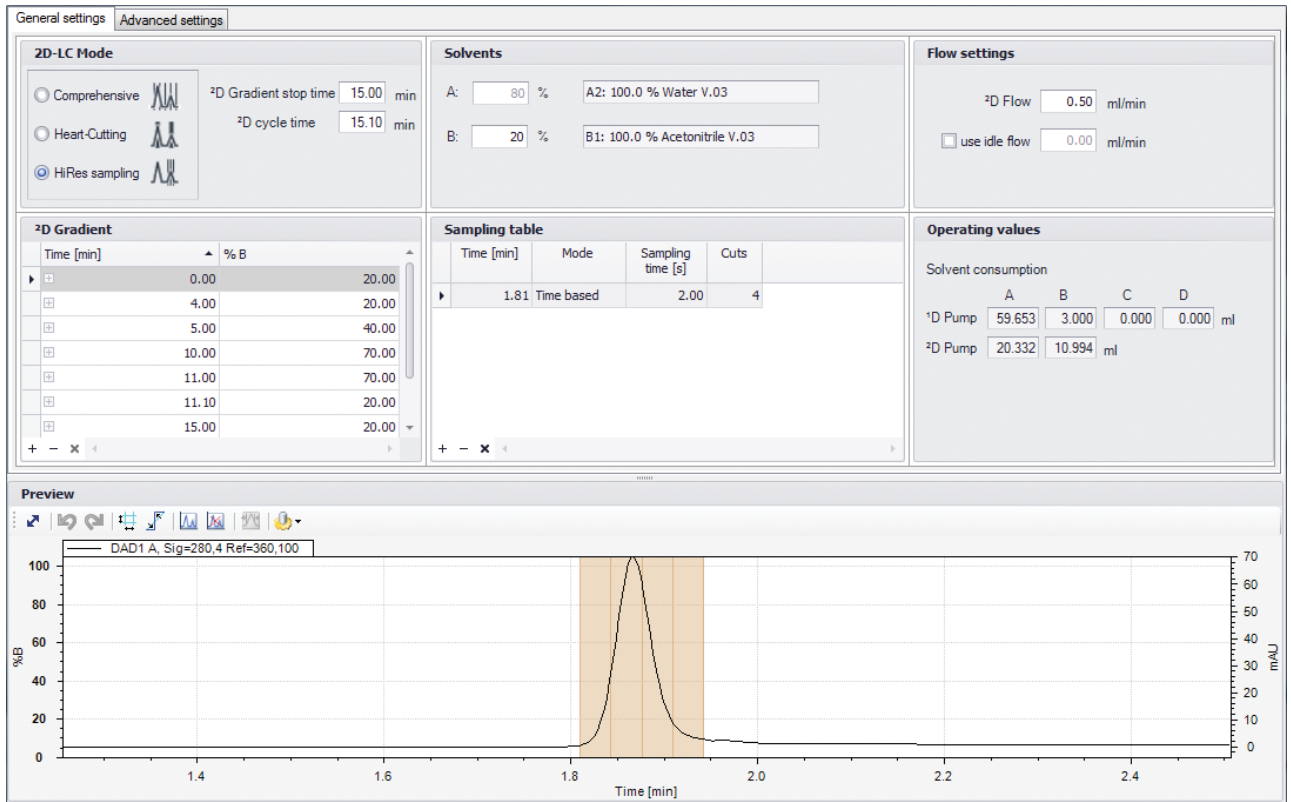 General settings
Advanced settings
²D-LC Mode
Comprehensive
Heart-Cutting
HiRes sampling
²D Gradient stop time 15.00 min
²D cycle time 15.10 min
Solvents
A: 80 % A2: 100.0 % Water V.03
B: 20 % B1: 100.0 % Acetonitrile V.03
Flow settings
²D Flow 0.50 ml/min
use idle flow 0.00 ml/min
²D Gradient
Time [min] % B
0.00 20.00
4.00 20.00
5.00 40.00
10.00 70.00
11.00 70.00
11.10 20.00
15.00 20.00
Sampling table
Time [min] Mode Sampling time [s] Cuts
1.81 Time based 2.00 4
Operating values
Solvent consumption
A B C D
¹D Pump 59.653 3.000 0.000 0.000 ml
²D Pump 20.332 10.994 ml
Preview
DAD1 A, Sig=280,4 Ref=360,100
100
80
60
40
20
0
%B
70
60
50
40
30
20
10
0
mAU
1.4 1.6 1.8 2.0 2.2 2.4
Time [min]